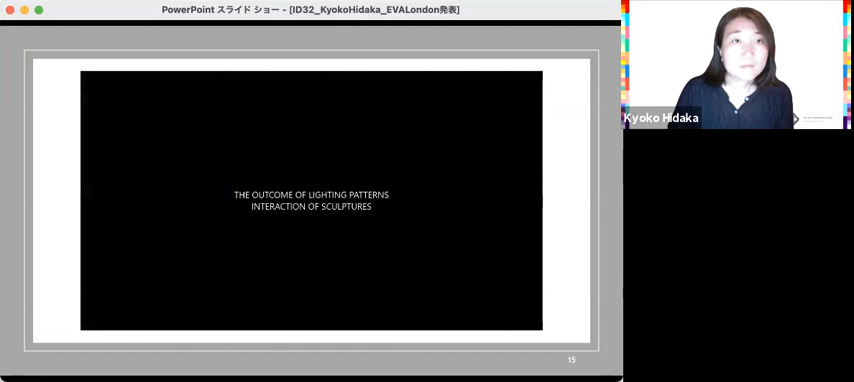 PowerPoint スライド ショー - [ID32_KyokoHidaka_EVALondon発表]
THE OUTCOME OF LIGHTING PATTERNS
INTERACTION OF SCULPTURES
15
Kyoko Hidaka